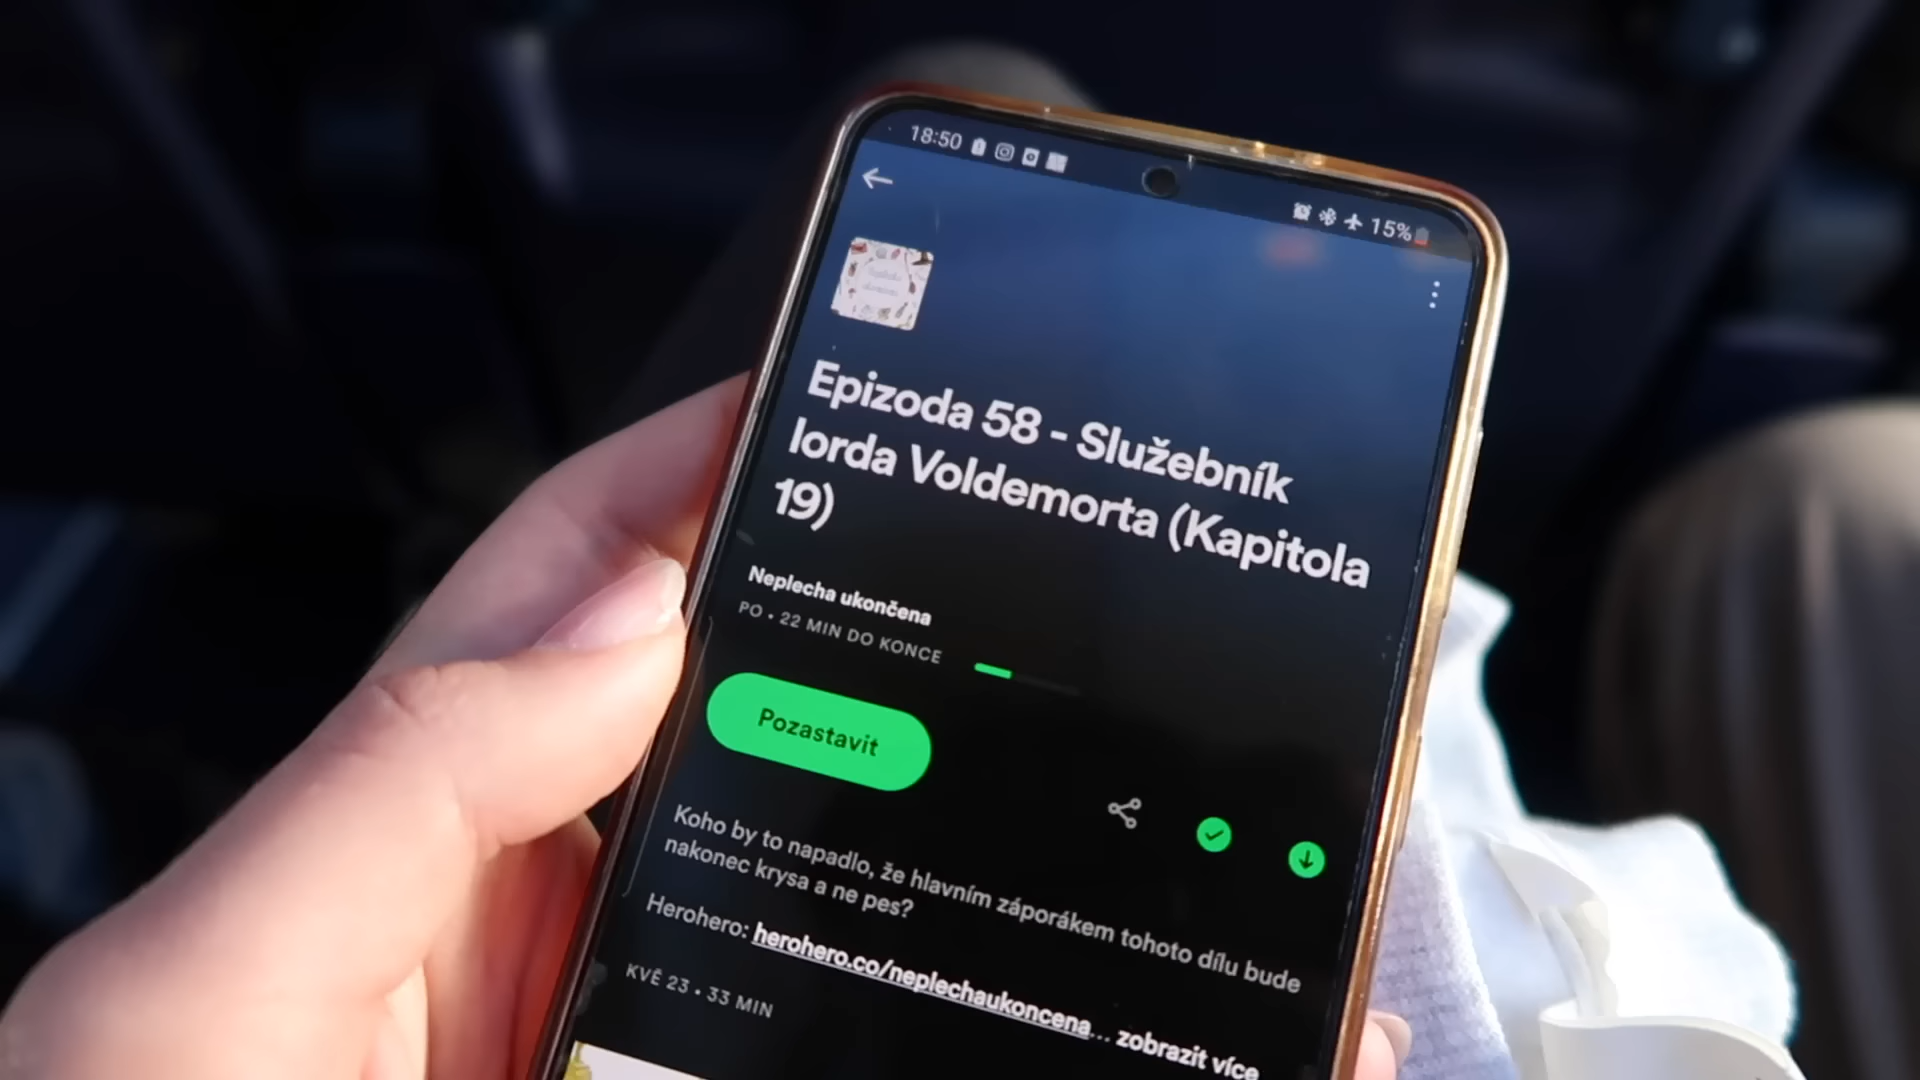 18:50
15%
Epizoda 58 - Služebník
lorda Voldemorta (Kapitola
19)
Neplecha ukončena
PO • 22 MIN DO KONCE
Pozastavit
Koho by to napadlo, že hlavním záporákem tohoto dílu bude
nakonec krysa a ne pes?
Herohero: herohero.co/neplechaukoncena... zobrazit více
KVĚ 23 • 33 MIN